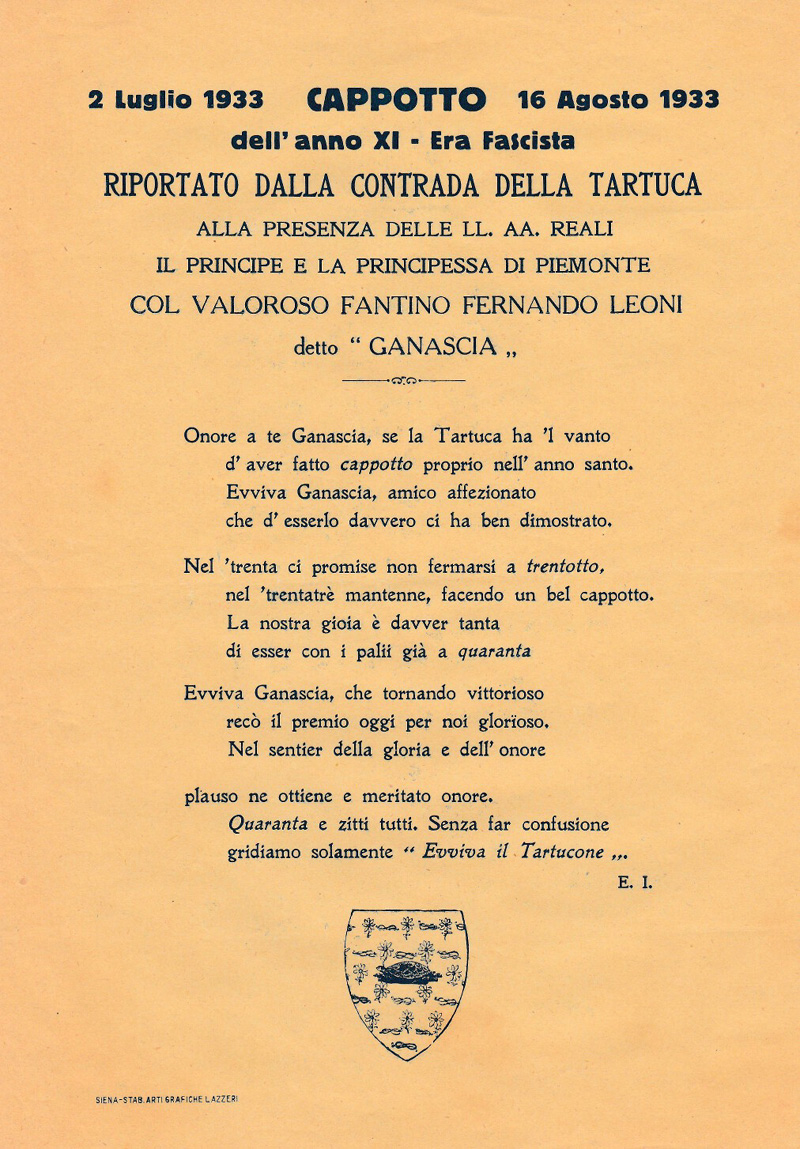 2 Luglio 1933 CAPPOTTO 16 Agosto 1933
dell' anno XI - Era Fascista
RIPORTATO DALLA CONTRADA DELLA TARTUCA
ALLA PRESENZA DELLE LL. AA. REALI
IL PRINCIPE E LA PRINCIPESSA DI PIEMONTE
COL VALOROSO FANTINO FERNANDO LEONI
detto “ GANASCIA „
Onore a te Ganascia, se la Tartuca ha 'l vanto
d' aver fatto cappotto proprio nell' anno santo.
Evviva Ganascia, amico affezionato
che d' esserlo davvero ci ha ben dimostrato.
Nel 'trenta ci promise non fermarsi a trentotto,
nel 'trentatrè mantenne, facendo un bel cappotto.
La nostra gioia è davver tanta
di esser con i palii già a quaranta
Evviva Ganascia, che tornando vittorioso
recò il premio oggi per noi glorioso.
Nel sentier della gloria e dell' onore
plauso ne ottiene e meritato onore.
Quaranta e zitti tutti. Senza far confusione
gridiamo solamente “ Evviva il Tartucone „.
E. I.
SIENA-STAB. ARTI GRAFICHE LAZZERI